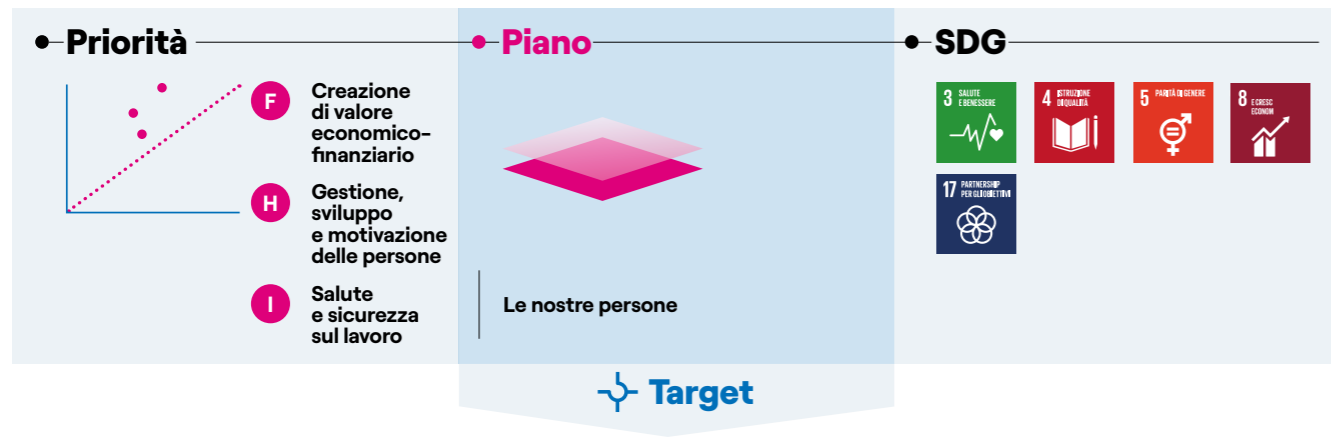 Priorità
F
Creazione
di valore
economico-
finanziario
H
Gestione,
sviluppo
e motivazione
delle persone
I
Salute
e sicurezza
sul lavoro
Piano
Le nostre persone
SDG
3 SALUTE
E BENESSERE
4 ISTRUZIONE
DI QUALITÀ
5 PARITÀ DI GENERE
8 E CRESC
ECONOM
17 PARTNERSHIP
PER GLI OBIETTIVI
Target